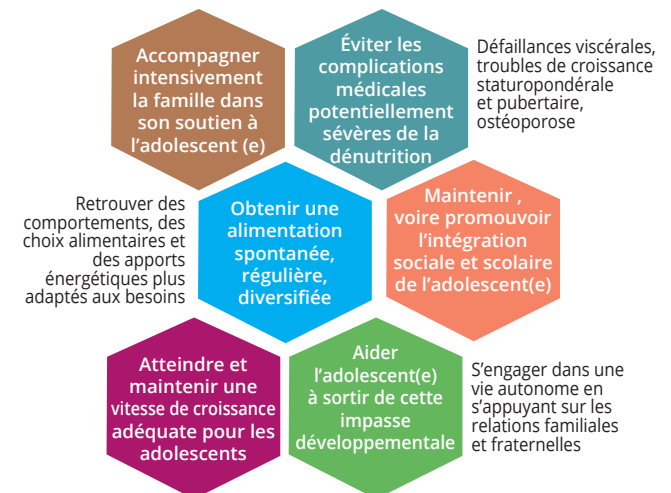 Accompagner
intensivement
la famille dans
son soutien à
l'adolescent (e)
Éviter les
complications
médicales
potentiellement
sévères de la
dénutrition
Défaillances viscérales,
troubles de croissance
staturopondérale
et pubertaire,
ostéoporose
Retrouver des
comportements, des
choix alimentaires et
des apports
énergétiques plus
adaptés aux besoins
Obtenir une
alimentation
spontanée,
régulière,
diversifiée
Maintenir ,
voire promouvoir
l'intégration
sociale et scolaire
de l'adolescent(e)
Atteindre et
maintenir une
vitesse de croissance
adéquate pour les
adolescents
Aider
l'adolescent(e)
à sortir de cette
impasse
développementale
S'engager dans une
vie autonome en
s'appuyant sur les
relations familiales
et fraternelles